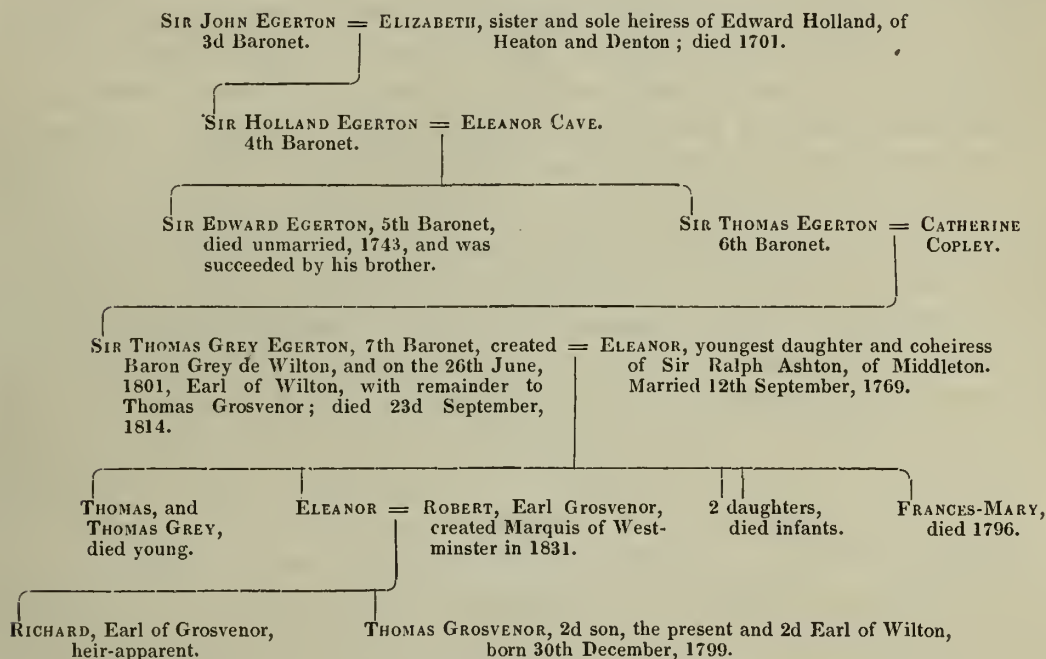 SIR JOHN EGERTON = ELIZABETH, sister and sole heiress of Edward Holland, of
3d Baronet. Heaton and Denton ; died 1701.
SIR HOLLAND EGERTON = ELEANOR CAVE.
4th Baronet.
SIR EDWARD EGERTON, 5th Baronet,
died unmarried, 1743, and was
succeeded by his brother.
SIR THOMAS EGERTON = CATHERINE
6th Baronet. COPLEY.
SIR THOMAS GREY EGERTON, 7th Baronet, created
Baron Grey de Wilton, and on the 26th June,
1801, Earl of Wilton, with remainder to
Thomas Grosvenor ; died 23d September,
1814.
= ELEANOR, youngest daughter and coheiress
of Sir Ralph Ashton, of Middleton.
Married 12th September, 1769.
THOMAS, and
THOMAS GREY,
died young.
ELEANOR = ROBERT, Earl Grosvenor,
created Marquis of West-
minster in 1831.
2 daughters,
died infants.
FRANCES-MARY,
died 1796.
RICHARD, Earl of Grosvenor,
heir-apparent.
THOMAS GROSVENOR, 2d son, the present and 2d Earl of Wilton,
born 30th December, 1799.